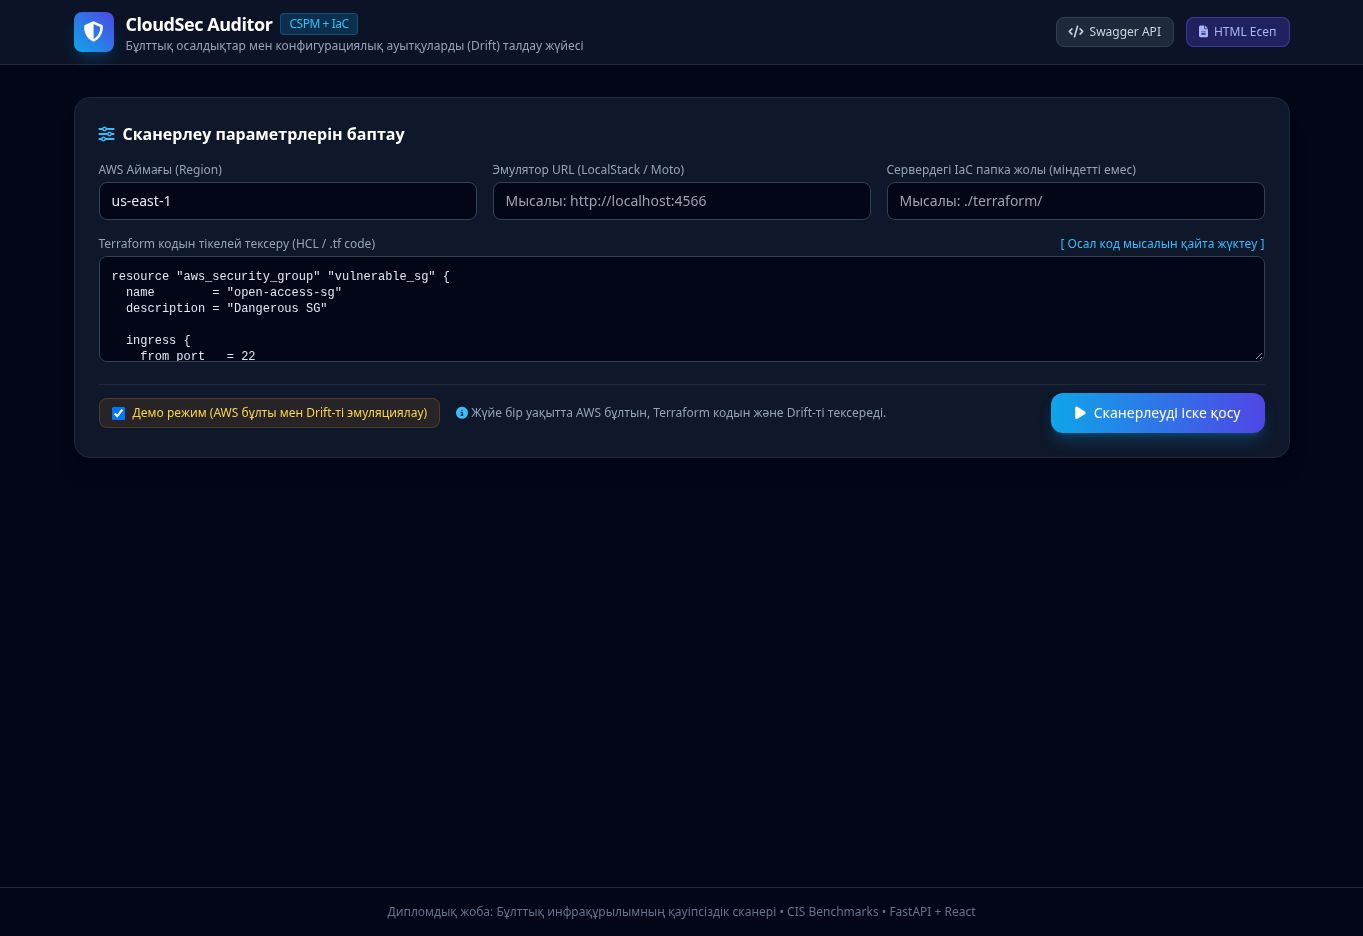 CloudSec Auditor CSPM + IaC
Бұлттық осалдықтар мен конфигурациялық ауытқуларды (Drift) талдау жүйесі
Swagger API
HTML Есеп
Сканерлеу параметрлерін баптау
AWS Аймағы (Region)
us-east-1
Эмулятор URL (LocalStack / Moto)
Мысалы: http://localhost:4566
Сервердегі IaC папка жолы (міндетті емес)
Мысалы: ./terraform/
Terraform кодын тікелей тексеру (HCL / .tf code)
[ Осал код мысалын қайта жүктеу ]
resource "aws_security_group" "vulnerable_sg" {
  name        = "open-access-sg"
  description = "Dangerous SG"
  ingress {
    from_port   = 22
Демо режим (AWS бұлты мен Drift-ті эмуляциялау)
Жүйе бір уақытта AWS бұлтын, Terraform кодын және Drift-ті тексереді.
Сканерлеуді іске қосу
Дипломдық жоба: Бұлттық инфрақұрылымның қауіпсіздік сканері • CIS Benchmarks • FastAPI + React